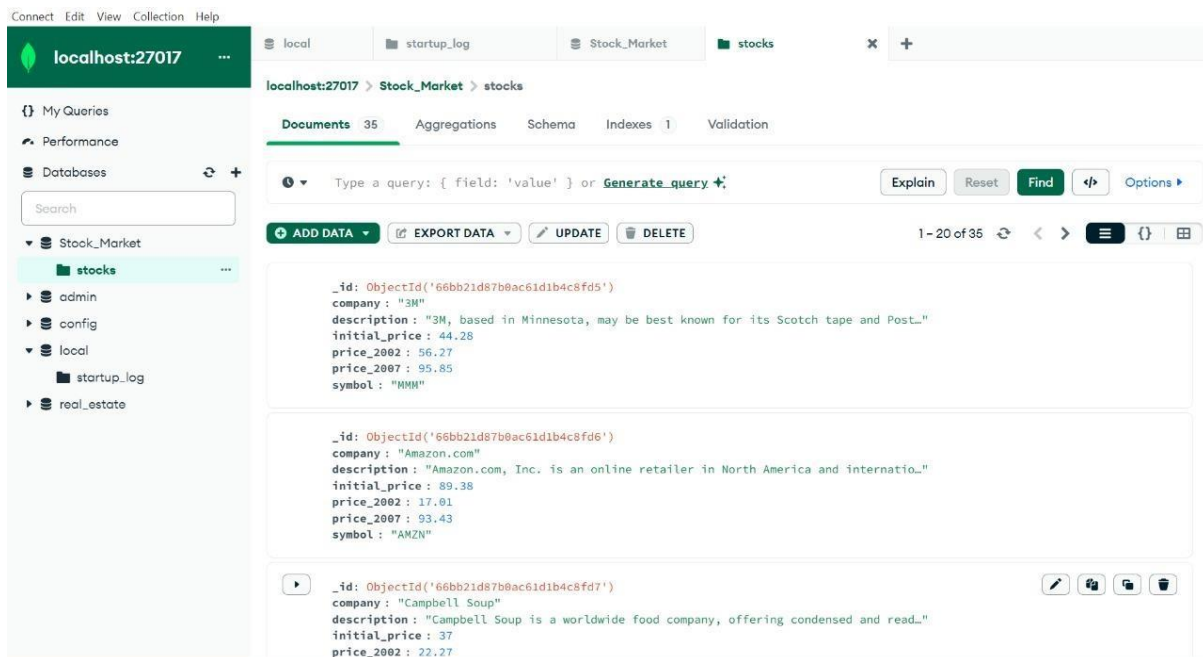 Connect Edit View Collection Help
localhost:27017 ...
local startup_log Stock_Market stocks
localhost:27017 > Stock_Market > stocks
{} My Queries
Performance
Databases
Search
Stock_Market
stocks ...
admin
config
local
startup_log
real_estate
Documents 35 Aggregations Schema Indexes 1 Validation
Type a query: { field: 'value' } or Generate query
Explain Reset Find </> Options
ADD DATA EXPORT DATA UPDATE DELETE 1 – 20 of 35 {}
_id: ObjectId('66bb21d87b0ac61d1b4c8fd5')
company : "3M"
description : "3M, based in Minnesota, may be best known for its Scotch tape and Post…"
initial_price : 44.28
price_2002 : 56.27
price_2007 : 95.85
symbol : "MMM"
_id: ObjectId('66bb21d87b0ac61d1b4c8fd6')
company : "Amazon.com"
description : "Amazon.com, Inc. is an online retailer in North America and internatio…"
initial_price : 89.38
price_2002 : 17.01
price_2007 : 93.43
symbol : "AMZN"
_id: ObjectId('66bb21d87b0ac61d1b4c8fd7')
company : "Campbell Soup"
description : "Campbell Soup is a worldwide food company, offering condensed and read…"
initial_price : 37
price_2002 : 22.27